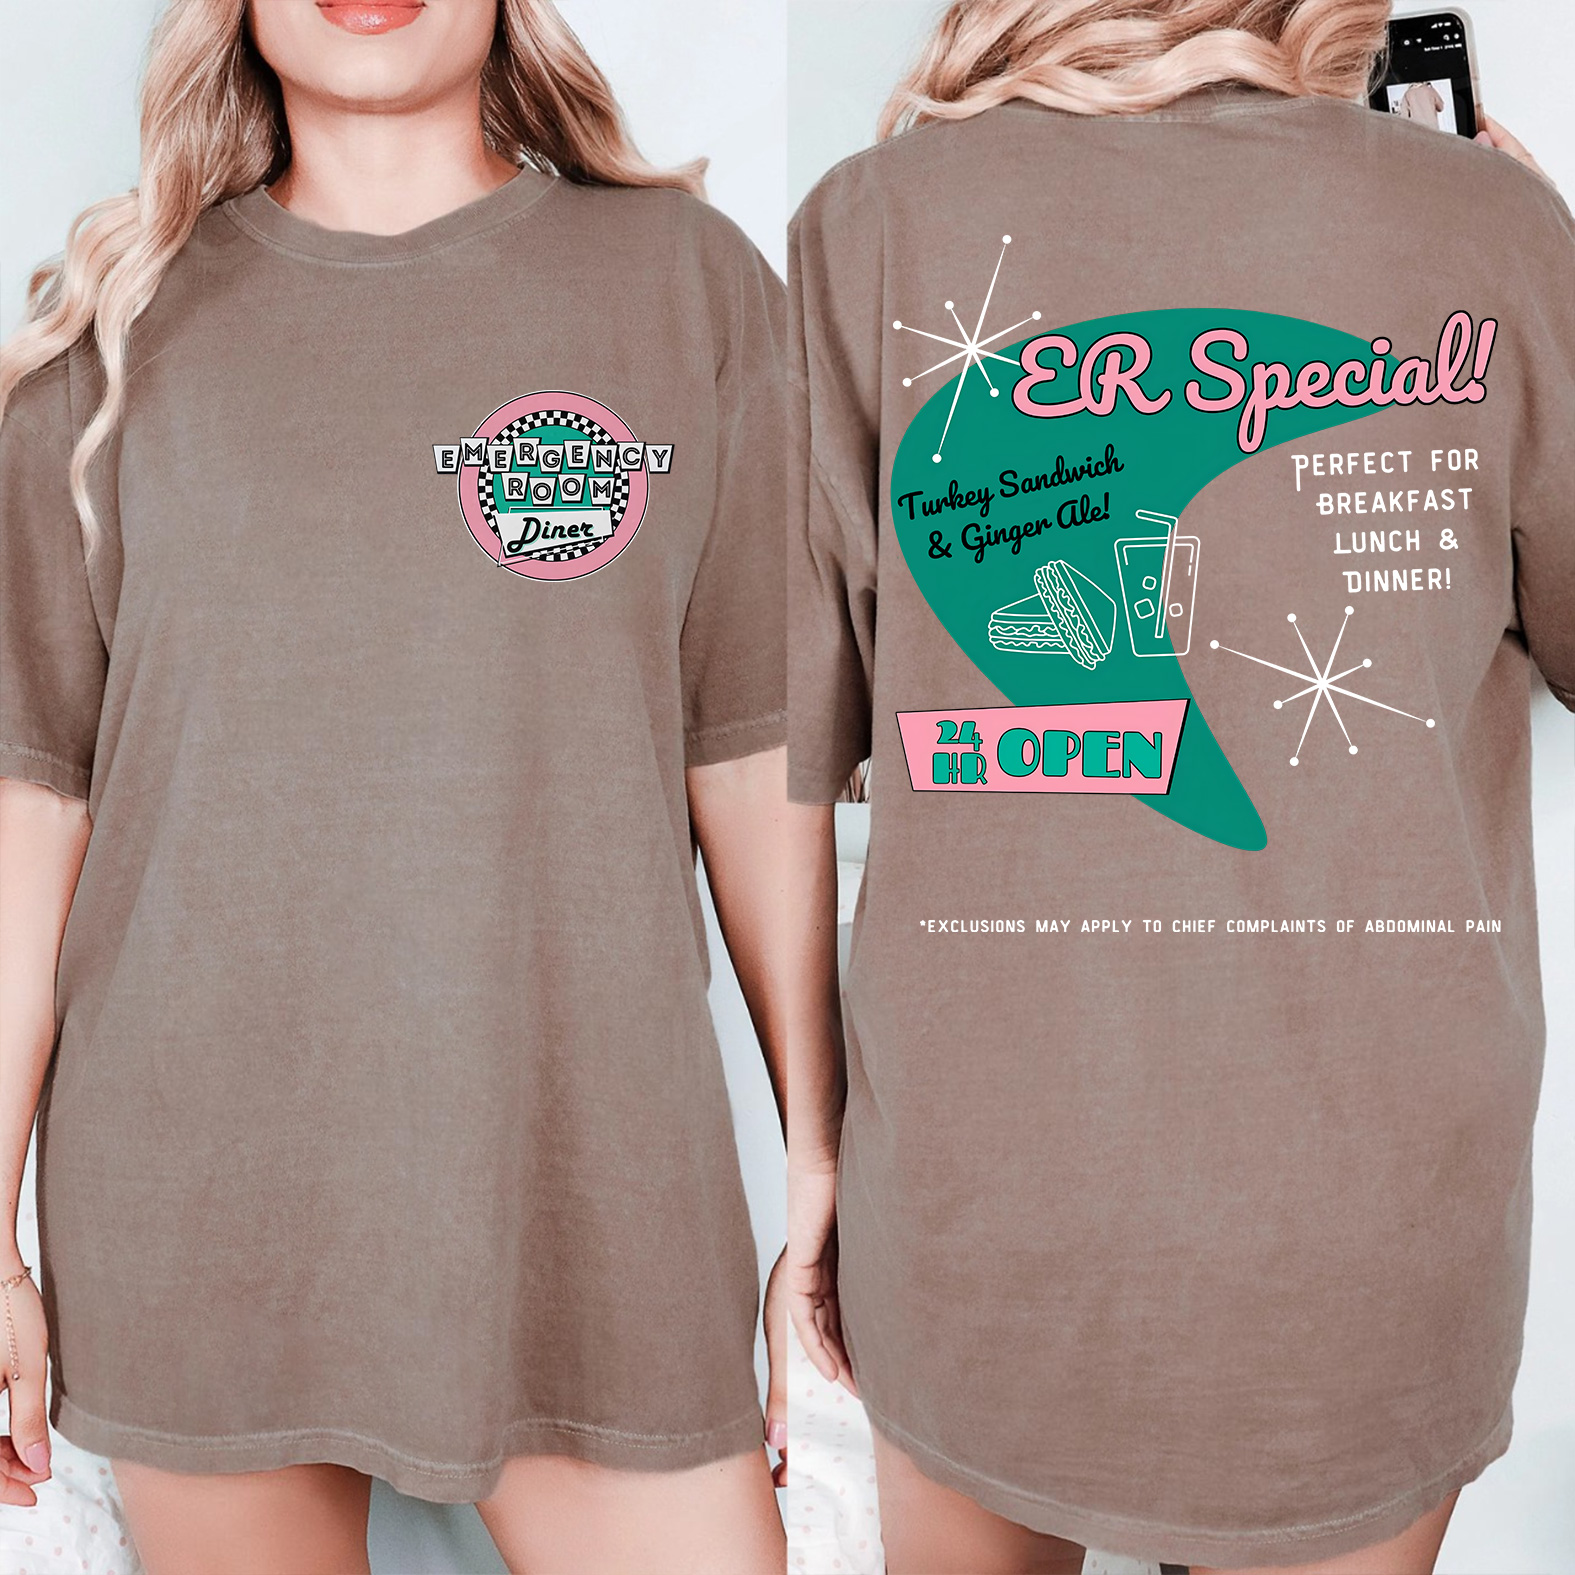 EMERGENCY
ROOM
Diner
ER Special!
Turkey Sandwich
& Ginger Ale!
PERFECT FOR
BREAKFAST
LUNCH &
DINNER!
24
HR
OPEN
*EXCLUSIONS MAY APPLY TO CHIEF COMPLAINTS OF ABDOMINAL PAIN